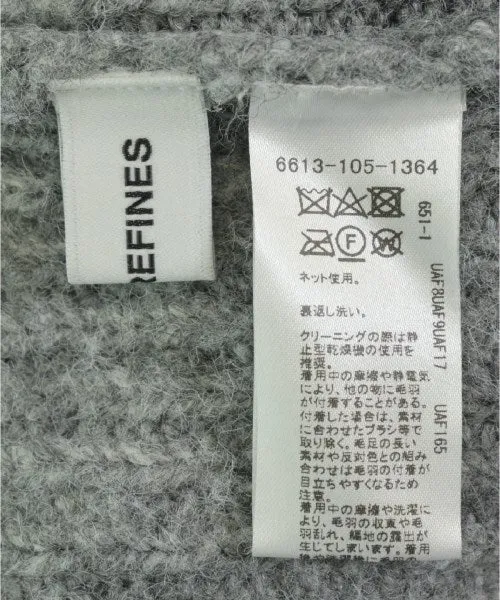 REFINES
6613-105-1364
F
W
651-1
UAF8UAF9UAF17
UAF165
ネット使用。
裏返し洗い。
クリーニングの際は静
止型乾燥機の使用を
推奨。
着用中の摩擦や静電気
により、他の物に毛羽
が付着することがある。
付着した場合は、素材
に合わせたブラシ等で
取り除く。毛足の長い
素材や反対色との組み
合わせは毛羽の付着が
目立ちやすくなるため
注意。
着用中の摩擦や洗濯に
より、毛羽の収束や毛
羽乱れ、編地の露出が
生じてしまいます。着用